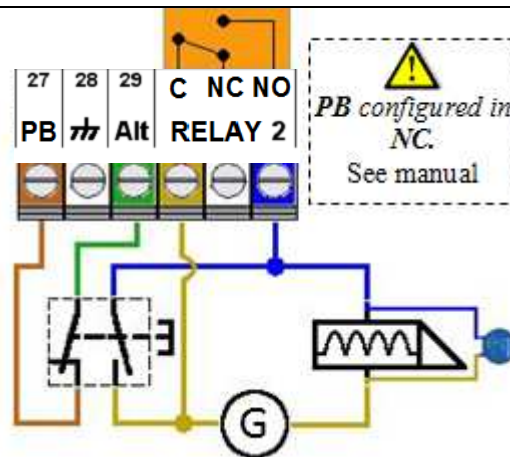 C NC NO
27 28 29
PB Alt RELAY 2
PB configured in
NC.
See manual
G